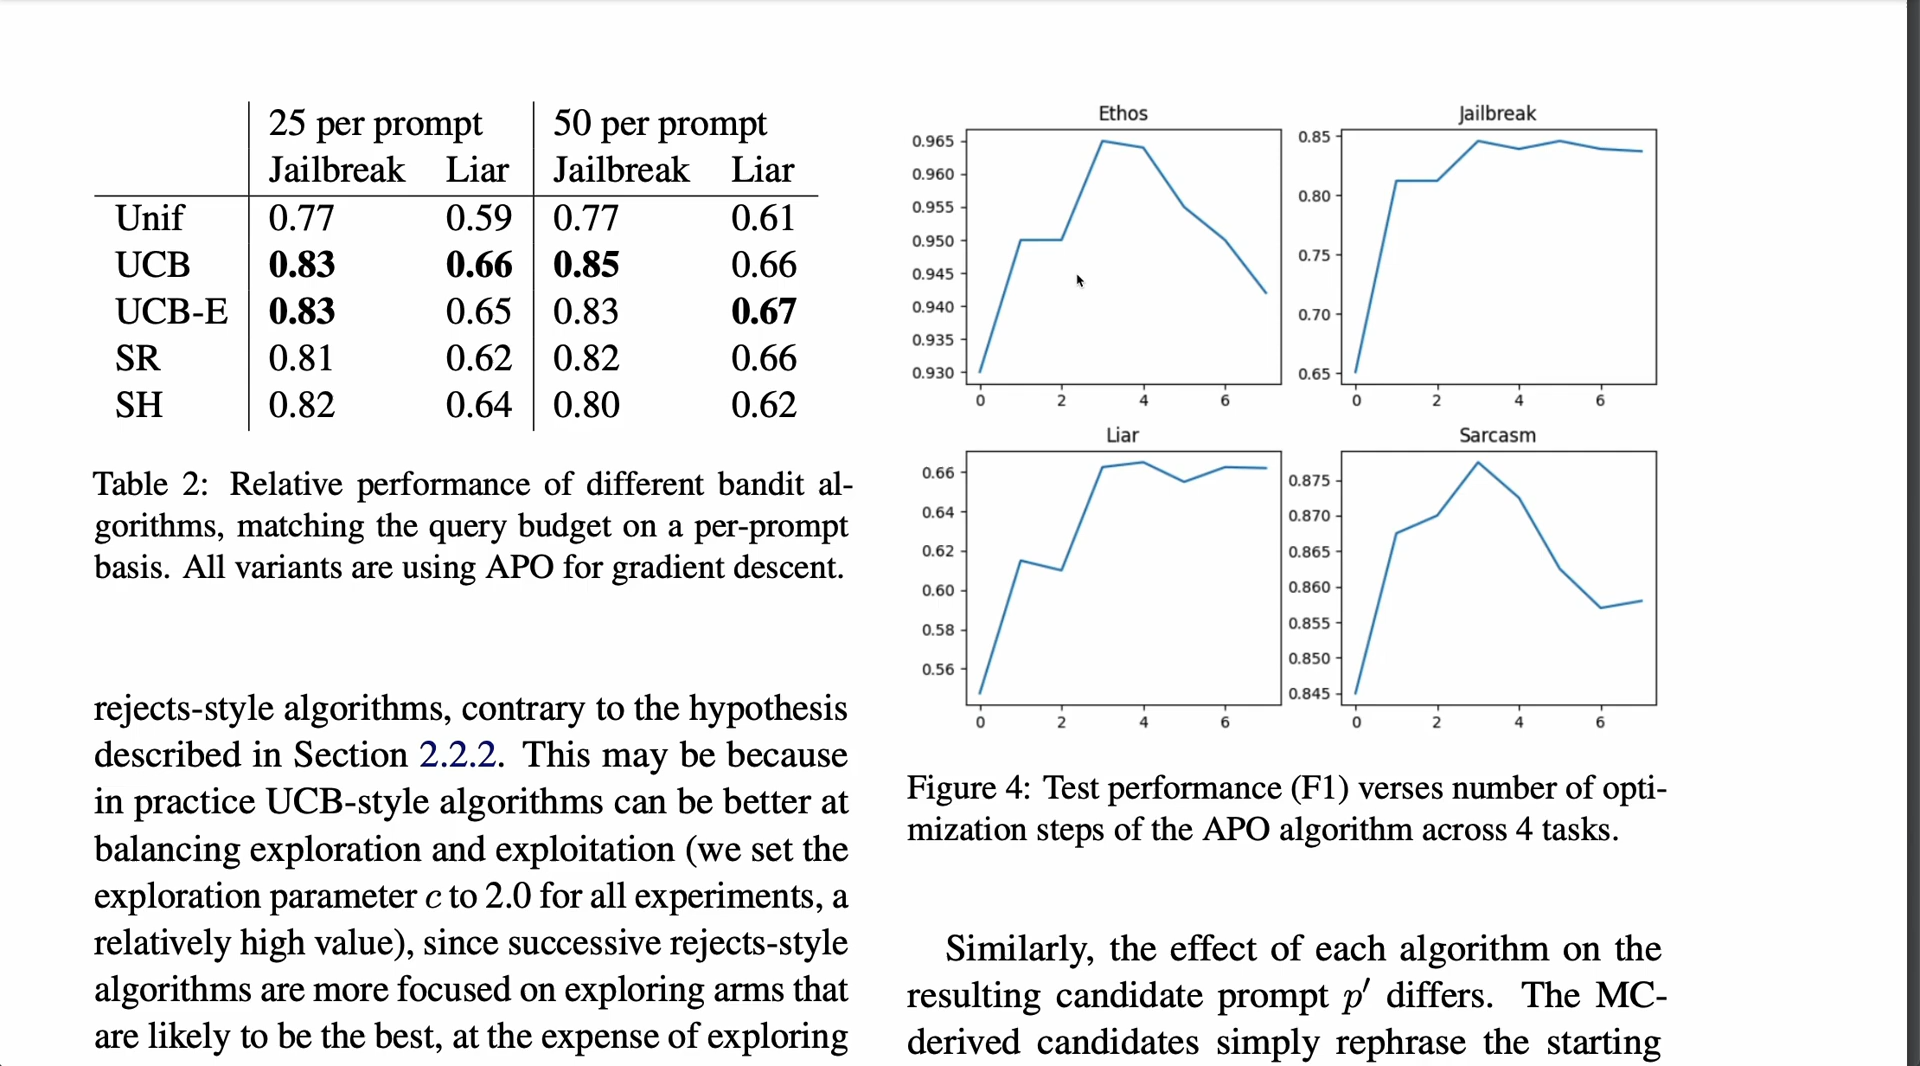 25 per prompt 50 per prompt
Jailbreak Liar Jailbreak Liar
Unif 0.77 0.59 0.77 0.61
UCB 0.83 0.66 0.85 0.66
UCB-E 0.83 0.65 0.83 0.67
SR 0.81 0.62 0.82 0.66
SH 0.82 0.64 0.80 0.62
Table 2: Relative performance of different bandit al-
gorithms, matching the query budget on a per-prompt
basis. All variants are using APO for gradient descent.
rejects-style algorithms, contrary to the hypothesis
described in Section 2.2.2. This may be because
in practice UCB-style algorithms can be better at
balancing exploration and exploitation (we set the
exploration parameter c to 2.0 for all experiments, a
relatively high value), since successive rejects-style
algorithms are more focused on exploring arms that
are likely to be the best, at the expense of exploring
Ethos
0.965
0.960
0.955
0.950
0.945
0.940
0.935
0.930
0 2 4 6
Jailbreak
0.85
0.80
0.75
0.70
0.65
0 2 4 6
Liar
0.66
0.64
0.62
0.60
0.58
0.56
0 2 4 6
Sarcasm
0.875
0.870
0.865
0.860
0.855
0.850
0.845
0 2 4 6
Figure 4: Test performance (F1) verses number of opti-
mization steps of the APO algorithm across 4 tasks.
Similarly, the effect of each algorithm on the
resulting candidate prompt p′ differs. The MC-
derived candidates simply rephrase the starting